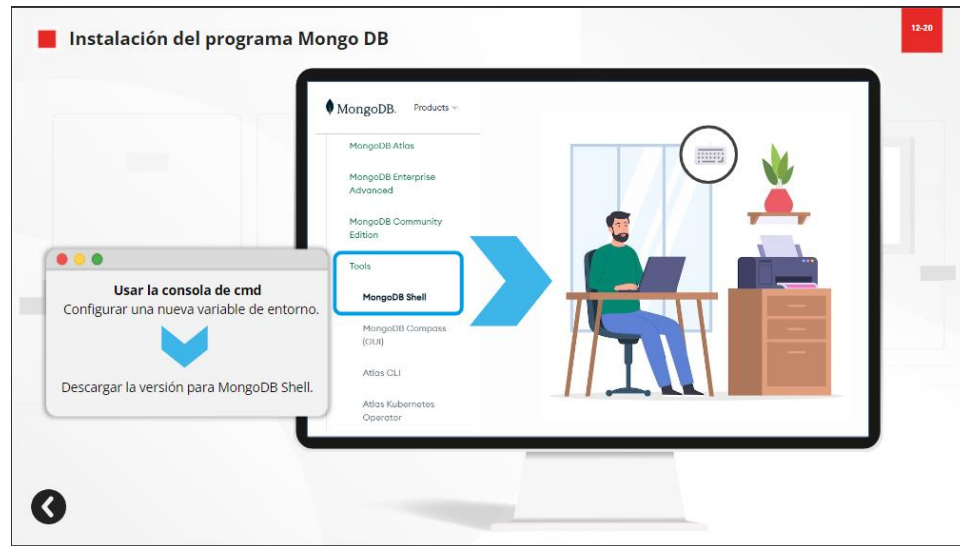 Instalación del programa Mongo DB
12-20
MongoDB. Products
MongoDB Atlas
MongoDB Enterprise
Advanced
MongoDB Community
Edition
Tools
MongoDB Shell
MongoDB Compass
(GUI)
Atlas CLI
Atlas Kubernetes
Operator
Usar la consola de cmd
Configurar una nueva variable de entorno.
Descargar la versión para MongoDB Shell.